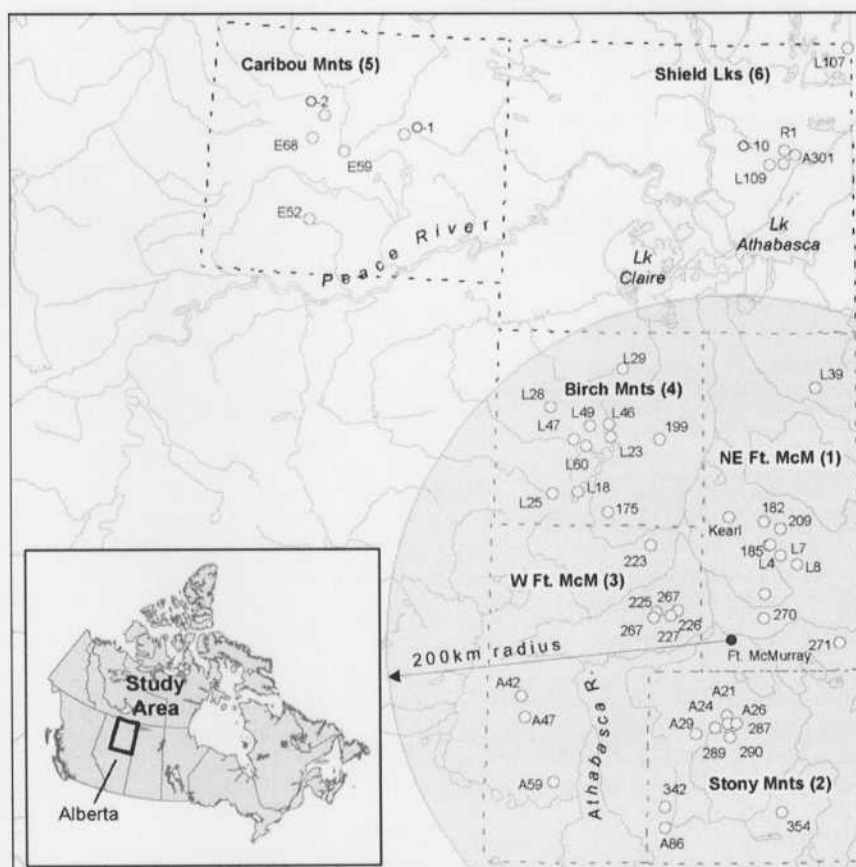 Caribou Mnts (5)
Shield Lks (6)
L107
O-2
O-1
E68
E59
E52
R1
O-10
A301
L109
Peace River
Lk
Athabasca
Lk
Claire
L29
Birch Mnts (4)
L39
L28
L49
L46
L47
199
L60
L23
NE Ft. McM (1)
L25
L18
175
182
Kearl
209
185
L7
L4
L8
223
W Ft. McM (3)
225
267
267
226
227
270
200km radius
Ft. McMurray
271
A42
A47
A59
Athabasca R.
A21
A24
A26
A29
287
289
290
Stony Mnts (2)
342
A86
354
Study
Area
Alberta